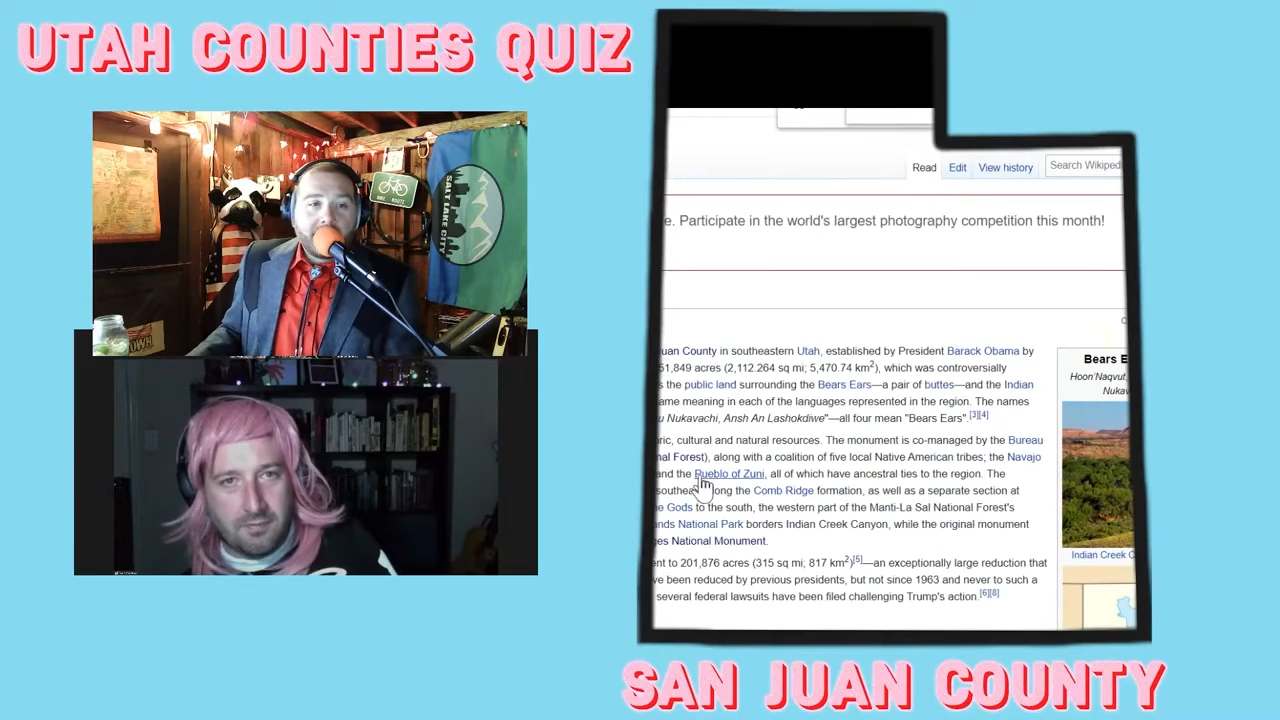 UTAH COUNTIES QUIZ
BIKE ROUTE
SALT LAKE CITY
Read Edit View history Search Wikiped
e. Participate in the world's largest photography competition this month!
uan County in southeastern Utah, established by President Barack Obama by
51,849 acres (2,112.264 sq mi; 5,470.74 km2), which was controversially
s the public land surrounding the Bears Ears—a pair of buttes—and the Indian
ame meaning in each of the languages represented in the region. The names
u Nukavachi, Ansh An Lashokdiwe"—all four mean "Bears Ears".[3][4]
ric, cultural and natural resources. The monument is co-managed by the Bureau
nal Forest), along with a coalition of five local Native American tribes; the Navajo
and the Pueblo of Zuni, all of which have ancestral ties to the region. The
southeast along the Comb Ridge formation, as well as a separate section at
e Gods to the south, the western part of the Manti-La Sal National Forest's
ands National Park borders Indian Creek Canyon, while the original monument
ges National Monument.
ent to 201,876 acres (315 sq mi; 817 km2)[5]—an exceptionally large reduction that
ve been reduced by previous presidents, but not since 1963 and never to such a
several federal lawsuits have been filed challenging Trump's action.[6][8]
Bears E
Hoon'Naqvut,
Nukav
Indian Creek C
SAN JUAN COUNTY